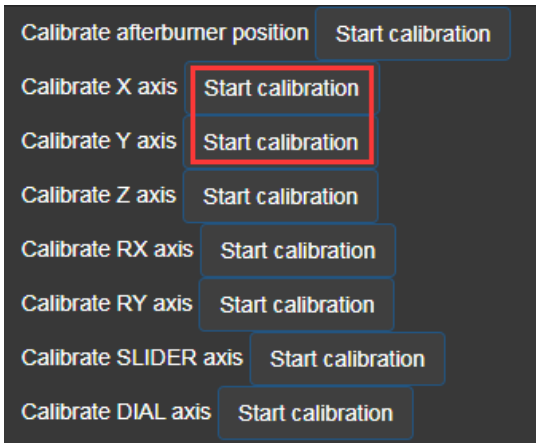 Calibrate afterburner position Start calibration
Calibrate X axis Start calibration
Calibrate Y axis Start calibration
Calibrate Z axis Start calibration
Calibrate RX axis Start calibration
Calibrate RY axis Start calibration
Calibrate SLIDER axis Start calibration
Calibrate DIAL axis Start calibration